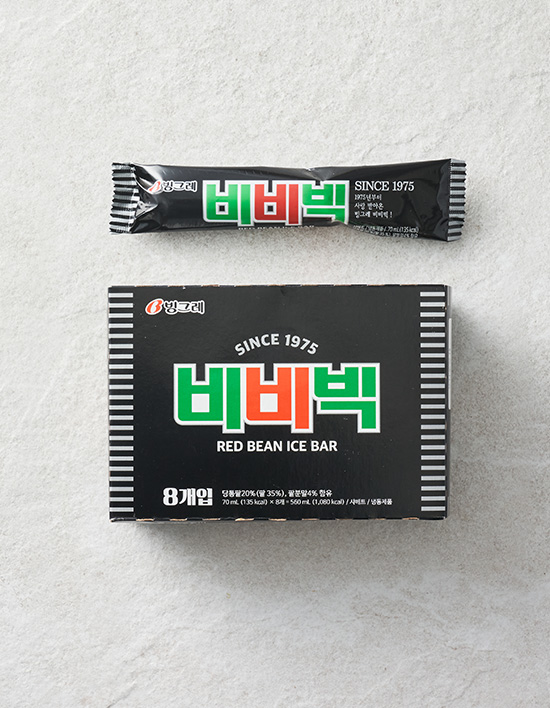 빙그레
비비빅
SINCE 1975
1975년부터
사랑 받아온
빙그레 비비빅!
RED BEAN ICE BAR
70 mL (135 kcal)
빙그레
SINCE 1975
비비빅
RED BEAN ICE BAR
8개입
당통팥20%(팥 35%), 팥분말4% 함유
70 mL (135 kcal) × 8개 = 560 mL (1,080 kcal) / 샤베트 / 냉동제품